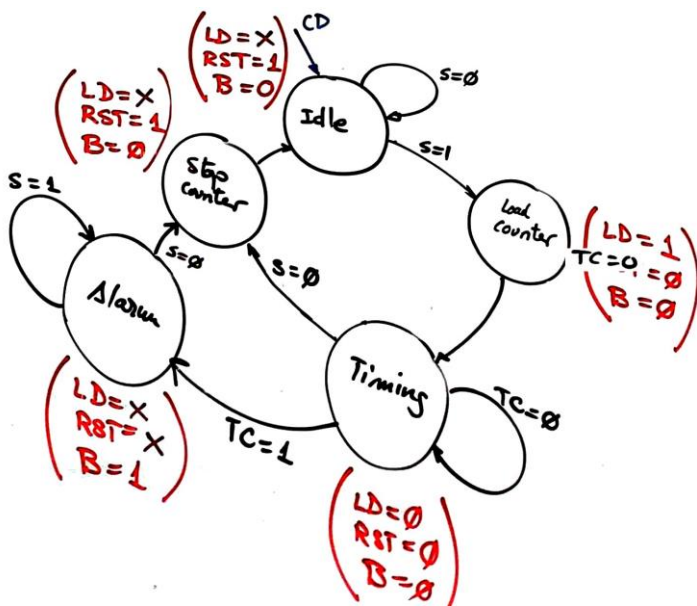 CD
LD=X
RST=1
B=0
Idle
S=Ø
LD=X
RST=1
B=Ø
Stop
counter
S=1
S=1
Load
counter
TC=0
LD=1
=Ø
B=Ø
S=Ø
S=Ø
Alarm
Timing
TC=Ø
TC=1
LD=X
RST=X
B=1
LD=Ø
RST=Ø
B=Ø